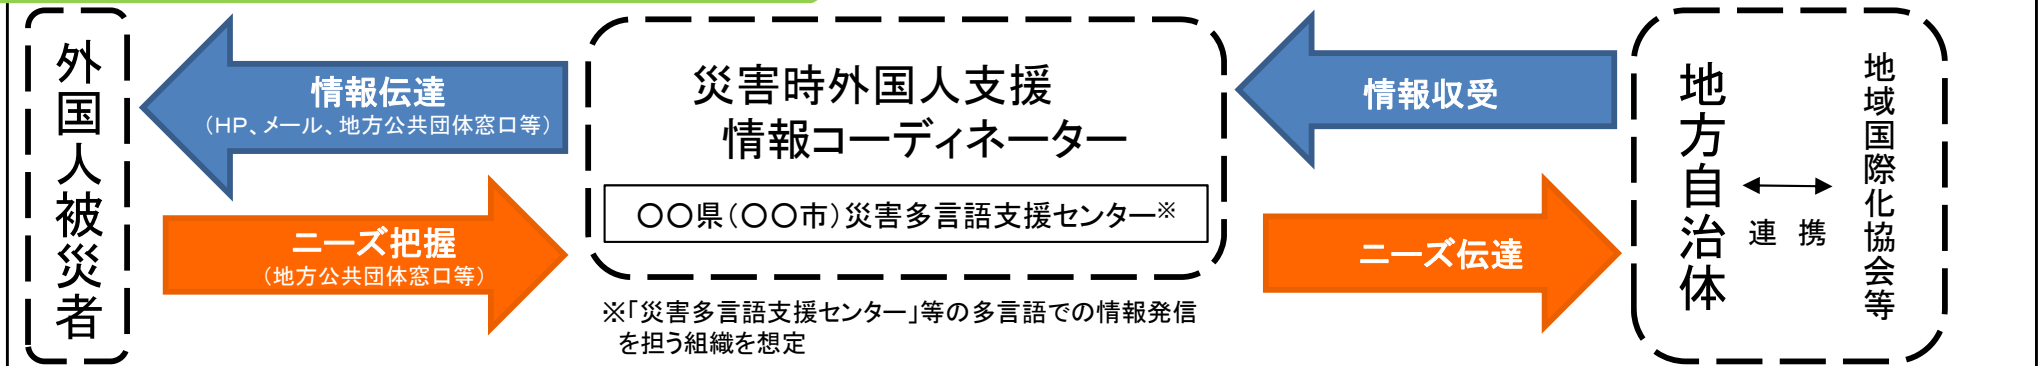 外国人被災者
情報伝達
（HP、メール、地方公共団体窓口等）
ニーズ把握
（地方公共団体窓口等）
災害時外国人支援
情報コーディネーター
〇〇県（〇〇市）災害多言語支援センター※
※「災害多言語支援センター」等の多言語での情報発信
を担う組織を想定
情報収受
ニーズ伝達
地方自治体
連携
地域国際化協会等